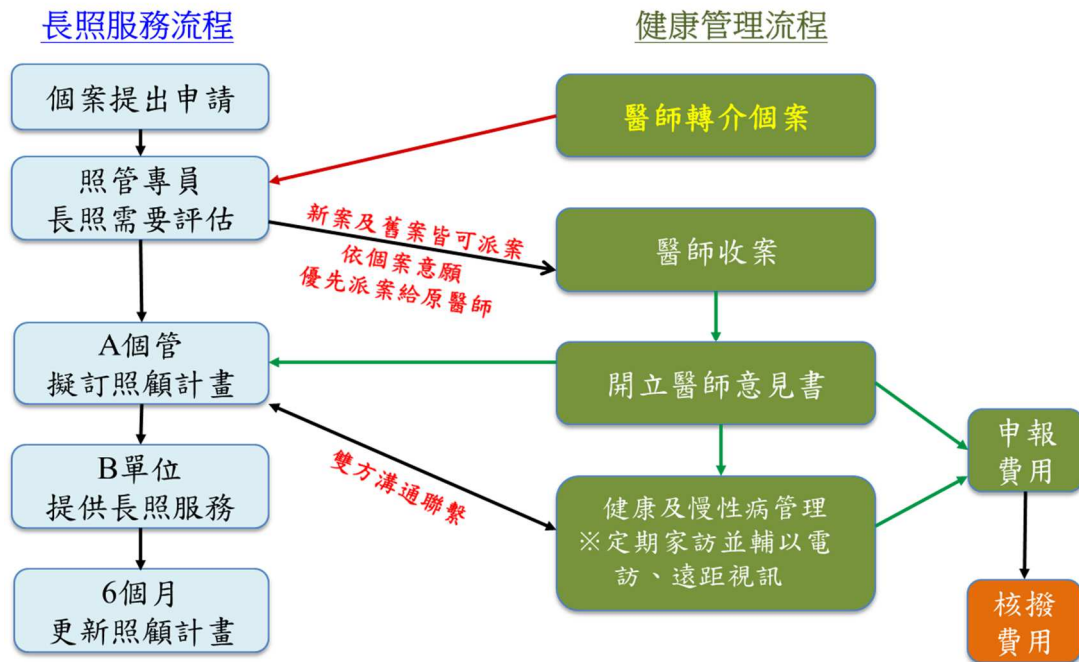 長照服務流程
個案提出申請
照管專員
長照需要評估
A個管
擬訂照顧計畫
B單位
提供長照服務
6個月
更新照顧計畫
新案及舊案皆可派案
依個案意願
優先派案給原醫師
雙方溝通聯繫
健康管理流程
醫師轉介個案
醫師收案
開立醫師意見書
健康及慢性病管理
※定期家訪並輔以電
訪、遠距視訊
申報
費用
核撥
費用